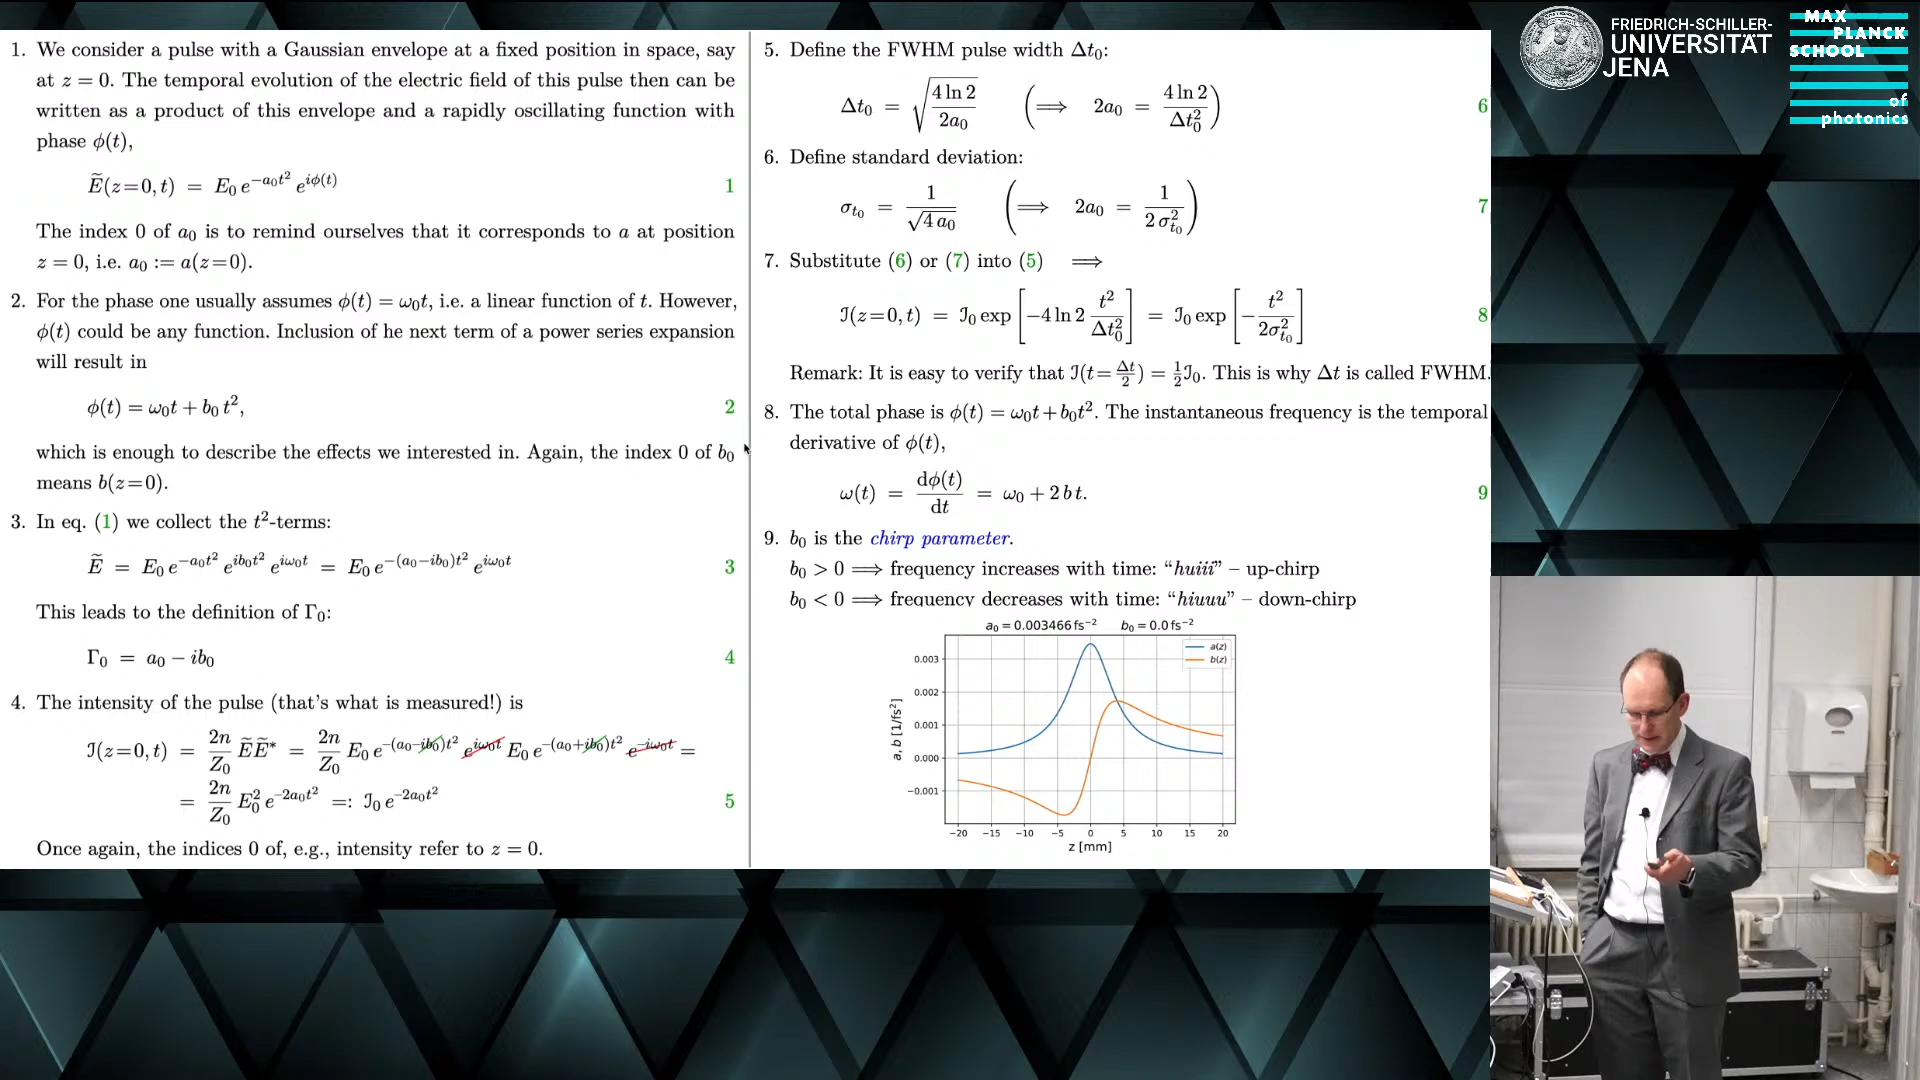 1. We consider a pulse with a Gaussian envelope at a fixed position in space, say
at z = 0. The temporal evolution of the electric field of this pulse then can be
written as a product of this envelope and a rapidly oscillating function with
phase ϕ(t),
Ẽ(z=0, t) = E₀ e^{−a₀t²} e^{iϕ(t)} 1
The index 0 of a₀ is to remind ourselves that it corresponds to a at position
z = 0, i.e. a₀ := a(z=0).
2. For the phase one usually assumes ϕ(t) = ω₀t, i.e. a linear function of t. However,
ϕ(t) could be any function. Inclusion of he next term of a power series expansion
will result in
ϕ(t) = ω₀t + b₀ t², 2
which is enough to describe the effects we interested in. Again, the index 0 of b₀
means b(z=0).
3. In eq. (1) we collect the t²-terms:
Ẽ = E₀ e^{−a₀t²} e^{ib₀t²} e^{iω₀t} = E₀ e^{−(a₀−ib₀)t²} e^{iω₀t} 3
This leads to the definition of Γ₀:
Γ₀ = a₀ − ib₀ 4
4. The intensity of the pulse (that's what is measured!) is
ℐ(z=0, t) = 2n/Z₀ ẼẼ* = 2n/Z₀ E₀ e^{−(a₀−ib₀)t²} e^{iω₀t} E₀ e^{−(a₀+ib₀)t²} e^{−iω₀t} =
= 2n/Z₀ E₀² e^{−2a₀t²} =: ℐ₀ e^{−2a₀t²} 5
Once again, the indices 0 of, e.g., intensity refer to z = 0.
5. Define the FWHM pulse width Δt₀:
Δt₀ = √(4 ln 2 / 2a₀) (⟹ 2a₀ = 4 ln 2 / Δt₀²) 6
6. Define standard deviation:
σ_{t₀} = 1/√(4 a₀) (⟹ 2a₀ = 1/(2 σ²_{t₀})) 7
7. Substitute (6) or (7) into (5) ⟹
ℐ(z=0, t) = ℐ₀ exp[−4 ln 2 t²/Δt₀²] = ℐ₀ exp[−t²/(2σ²_{t₀})] 8
Remark: It is easy to verify that ℐ(t=Δt/2) = ½ℐ₀. This is why Δt is called FWHM.
8. The total phase is ϕ(t) = ω₀t + b₀t². The instantaneous frequency is the temporal
derivative of ϕ(t),
ω(t) = dϕ(t)/dt = ω₀ + 2 b t. 9
9. b₀ is the chirp parameter.
b₀ > 0 ⟹ frequency increases with time: “huiii” – up-chirp
b₀ < 0 ⟹ frequency decreases with time: “hiuuu” – down-chirp
a₀ = 0.003466 fs⁻² b₀ = 0.0 fs⁻²
a(z)
b(z)
0.003
0.002
0.001
0.000
−0.001
a, b [1/fs²]
−20 −15 −10 −5 0 5 10 15 20
z [mm]
FRIEDRICH-SCHILLER-
UNIVERSITÄT
JENA
MAX
PLANCK
SCHOOL
of
photonics